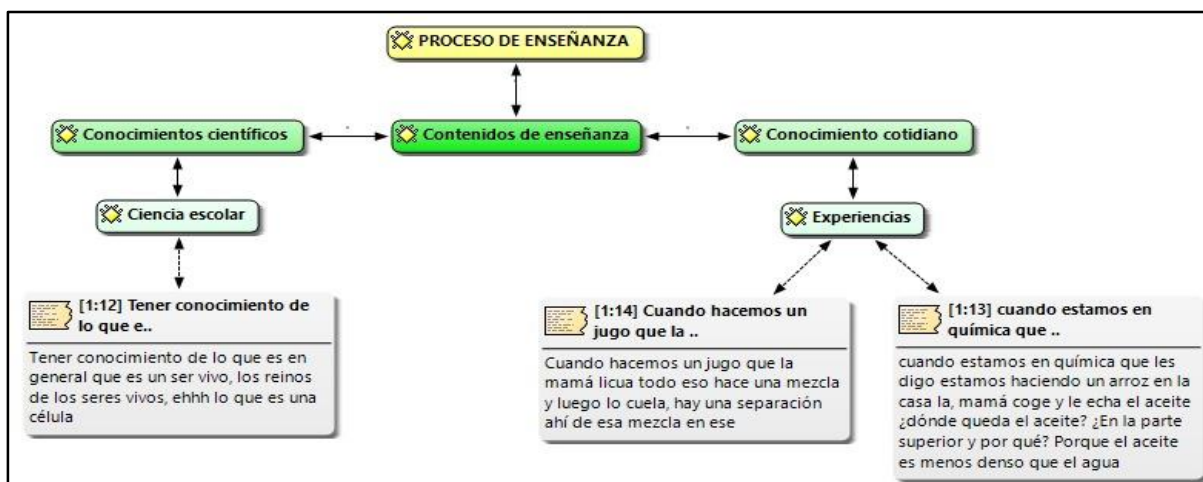 PROCESO DE ENSEÑANZA
Conocimientos científicos
Contenidos de enseñanza
Conocimiento cotidiano
Ciencia escolar
Experiencias
[1:12] Tener conocimiento de
lo que e..
Tener conocimiento de lo que es en
general que es un ser vivo, los reinos
de los seres vivos, ehhh lo que es una
célula
[1:14] Cuando hacemos un
jugo que la ..
Cuando hacemos un jugo que la
mamá licua todo eso hace una mezcla
y luego lo cuela, hay una separación
ahí de esa mezcla en ese
[1:13] cuando estamos en
química que ..
cuando estamos en química que les
digo estamos haciendo un arroz en la
casa la, mamá coge y le echa el aceite
¿dónde queda el aceite? ¿En la parte
superior y por qué? Porque el aceite
es menos denso que el agua